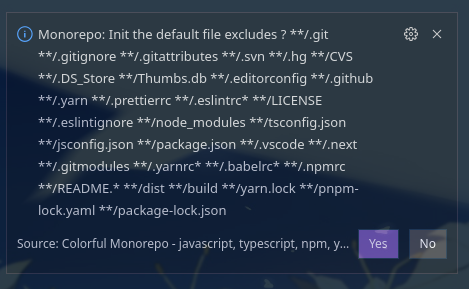 Monorepo: Init the default file excludes ? **/.git
**/.gitignore **/.gitattributes **/.svn **/.hg **/CVS
**/.DS_Store **/Thumbs.db **/.editorconfig **/.github
**/.yarn **/.prettierrc **/.eslintrc* **/LICENSE
**/.eslintignore **/node_modules **/tsconfig.json
**/jsconfig.json **/package.json **/.vscode **/.next
**/.gitmodules **/.yarnrc* **/.babelrc* **/.npmrc
**/README.* **/dist **/build **/yarn.lock **/pnpm-
lock.yaml **/package-lock.json
Source: Colorful Monorepo - javascript, typescript, npm, y... Yes No